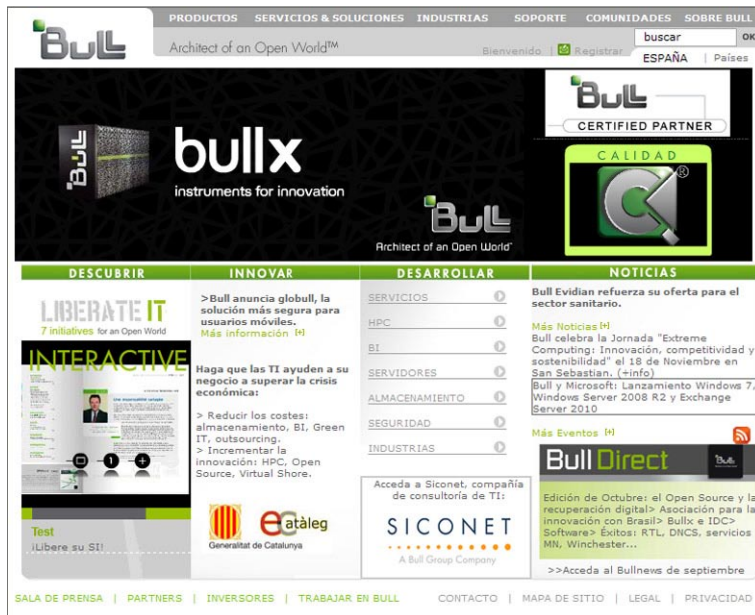 PRODUCTOS SERVICIOS & SOLUCIONES INDUSTRIAS SOPORTE COMUNIDADES SOBRE BULL
Bull
Architect of an Open World™
Bienvenido | Registrar
buscar OK
ESPAÑA | Países
Bull
bullx
instruments for innovation
Bull
Architect of an Open World
Bull
CERTIFIED PARTNER
CALIDAD
®
DESCUBRIR
LIBERATE IT
7 initiatives for an Open World
INTERACTIVE
1
Test
¡Libere su SI!
INNOVAR
>Bull anuncia globull, la
solución más segura para
usuarios móviles.
Más información [+]
Haga que las TI ayuden a su
negocio a superar la crisis
económica:
> Reducir los costes:
almacenamiento, BI, Green
IT, outsourcing.
> Incrementar la
innovación: HPC, Open
Source, Virtual Shore.
Catàleg
Generalitat de Catalunya
DESARROLLAR
SERVICIOS
HPC
BI
SERVIDORES
ALMACENAMIENTO
SEGURIDAD
INDUSTRIAS
Acceda a Siconet, compañía
de consultoría de TI:
SICONET
A Bull Group Company
NOTICIAS
Bull Evidian refuerza su oferta para el
sector sanitario.
Más Noticias [+]
Bull celebra la Jornada "Extreme
Computing: Innovación, competitividad y
sostenibilidad" el 18 de Noviembre en
San Sebastian. (+info)
Bull y Microsoft: Lanzamiento Windows 7,
Windows Server 2008 R2 y Exchange
Server 2010
Más Eventos [+]
BullDirect
Bull
Edición de Octubre: el Open Source y la
recuperación digital> Asociación para la
innovación con Brasil> Bullx e IDC>
Software> Éxitos: RTL, DNCS, servicios
MN, Winchester...
>>Acceda al Bullnews de septiembre
SALA DE PRENSA | PARTNERS | INVERSORES | TRABAJAR EN BULL CONTACTO | MAPA DE SITIO | LEGAL | PRIVACIDAD